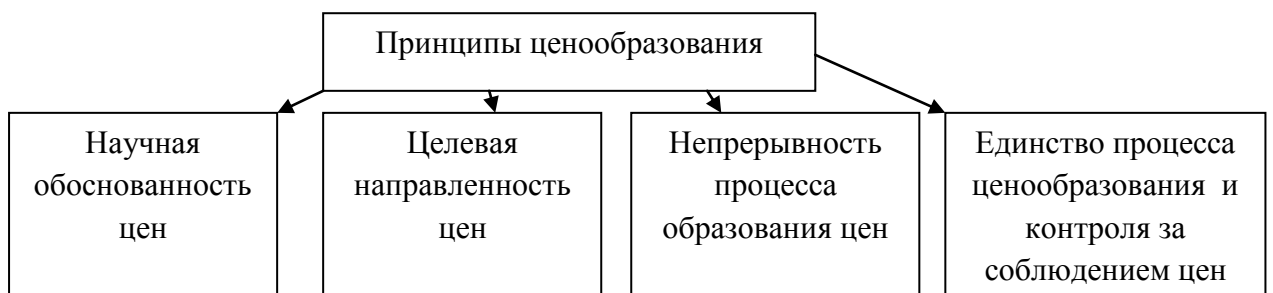 Принципы ценообразования
Научная
обоснованность
цен
Целевая
направленность
цен
Непрерывность
процесса
образования цен
Единство процесса
ценообразования и
контроля за
соблюдением цен